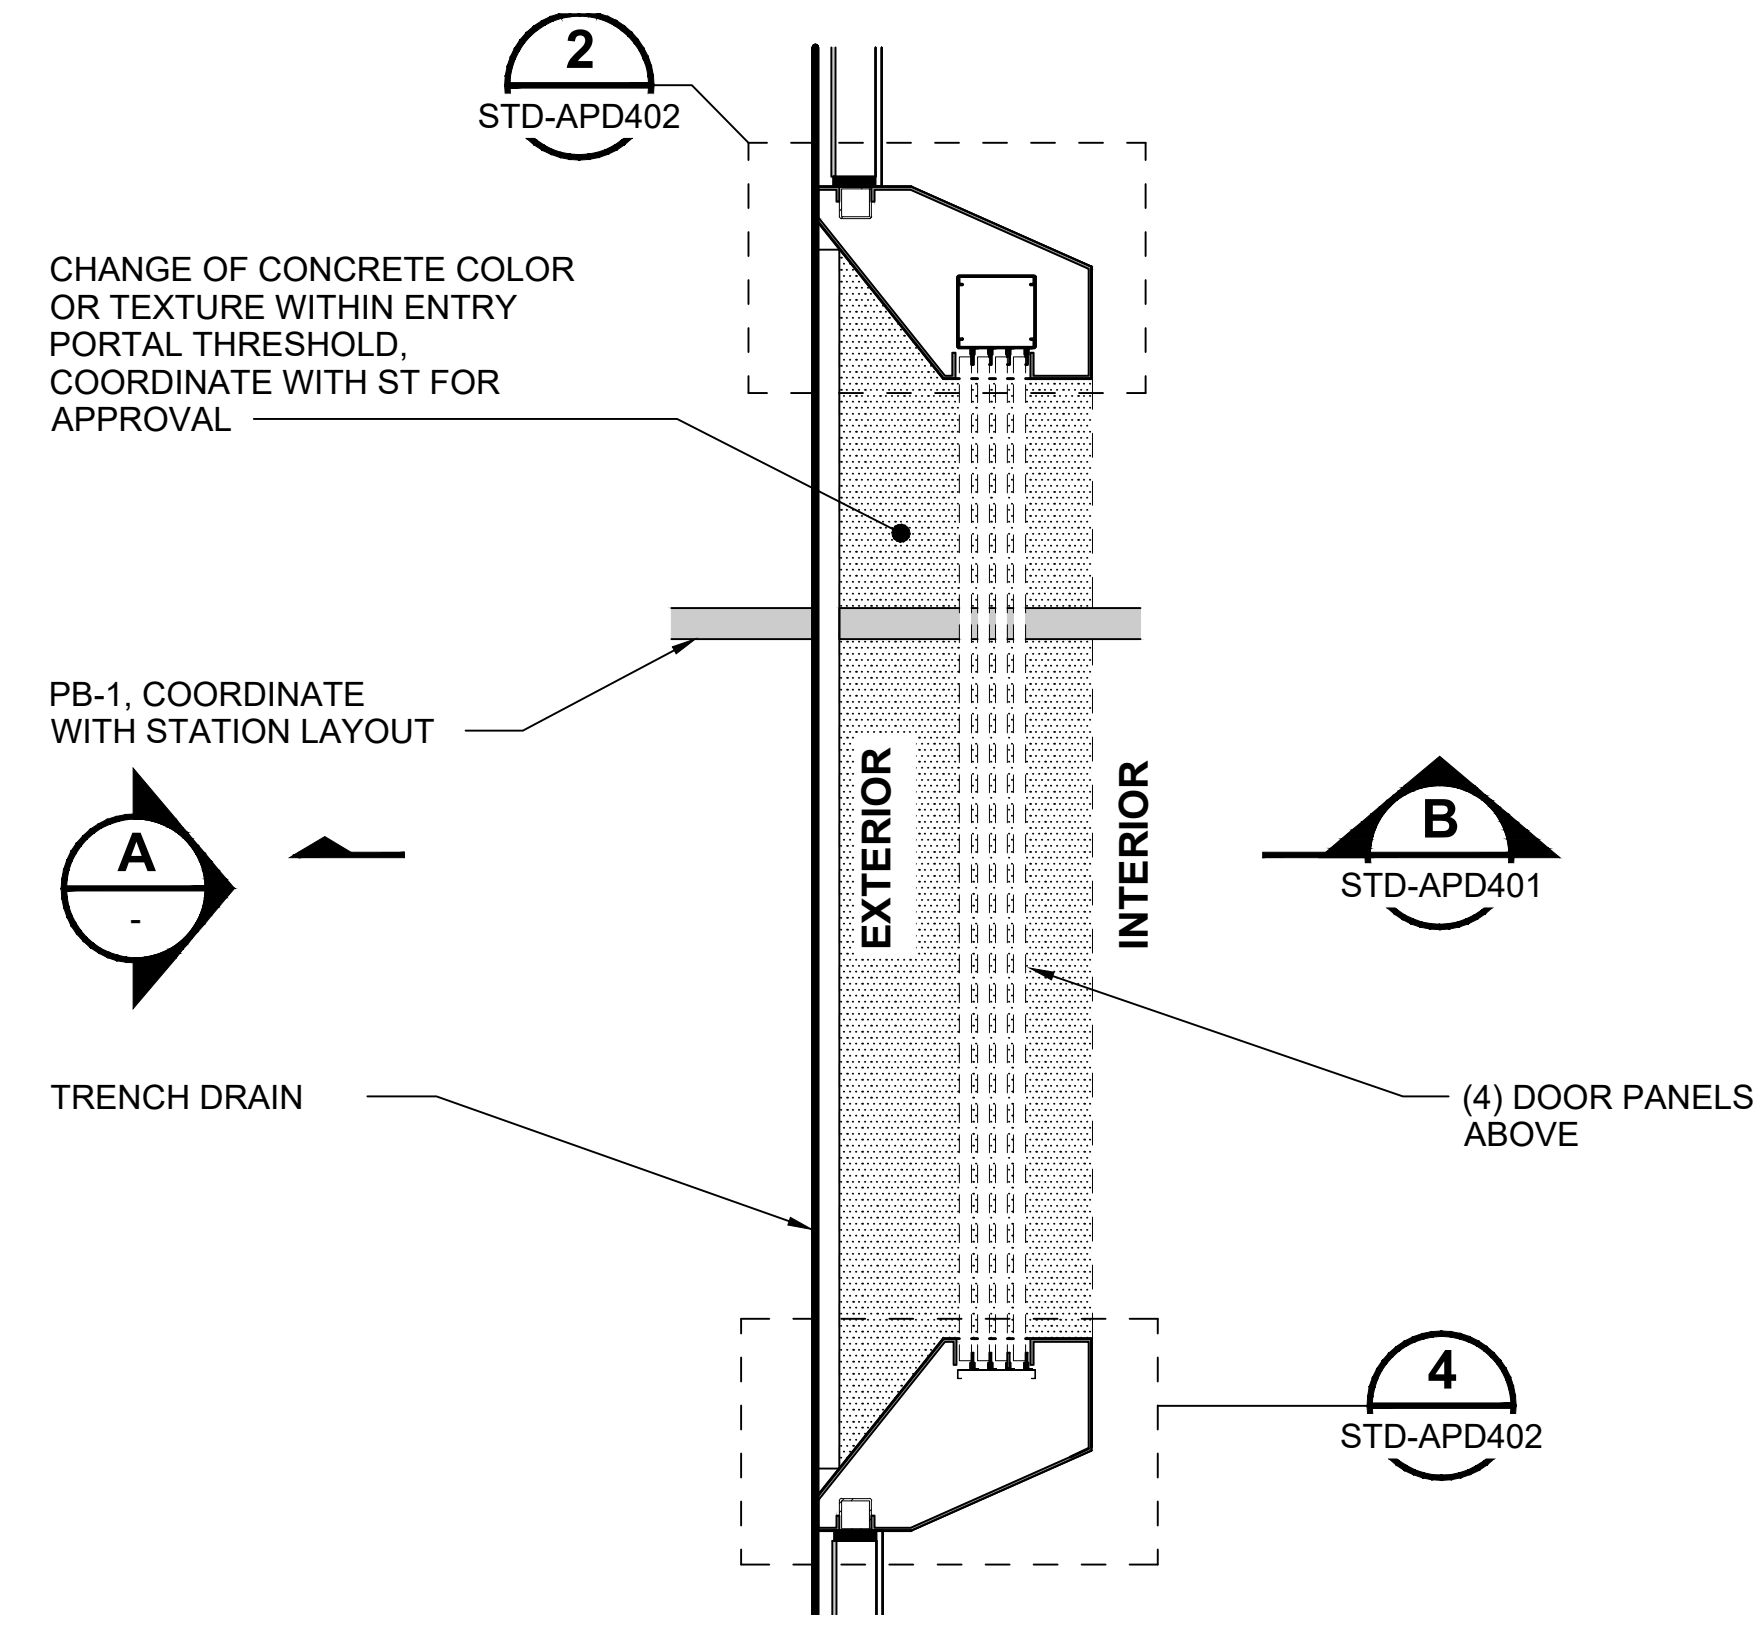 2
STD-APD402
CHANGE OF CONCRETE COLOR
OR TEXTURE WITHIN ENTRY
PORTAL THRESHOLD,
COORDINATE WITH ST FOR
APPROVAL
PB-1, COORDINATE
WITH STATION LAYOUT
A
-
EXTERIOR
INTERIOR
B
STD-APD401
TRENCH DRAIN
(4) DOOR PANELS
ABOVE
4
STD-APD402